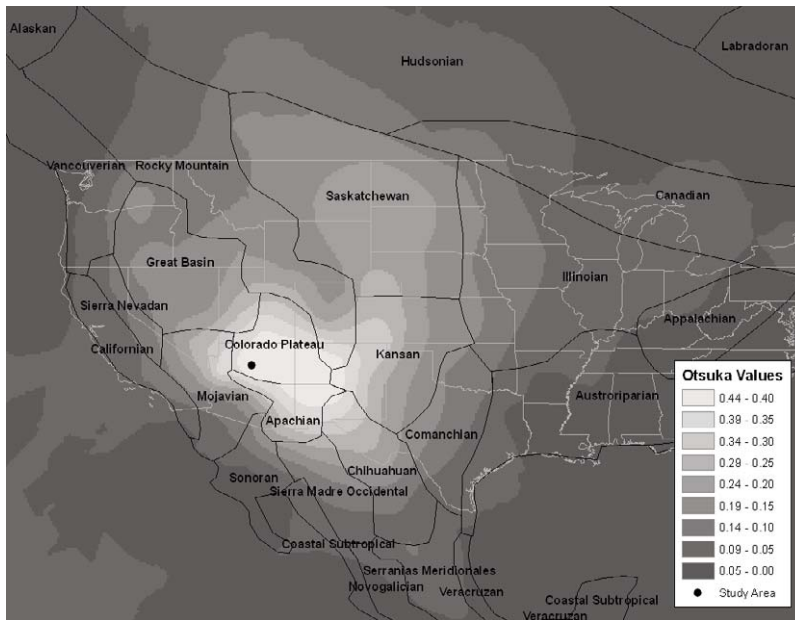 Alaskan
Labradoran
Hudsonian
Vancouverian
Rocky Mountain
Canadian
Saskatchewan
Great Basin
Illinoian
Sierra Nevadan
Appalachian
Colorado Plateau
Californian
Kansan
Mojavian
Austroriparian
Apachian
Comanchian
Chihuahuan
Sonoran
Sierra Madre Occidental
Coastal Subtropical
Serranias Meridionales
Novogalician
Veracruzan
Coastal Subtropical
Veracruzan
Otsuka Values
0.44 - 0.40
0.39 - 0.35
0.34 - 0.30
0.29 - 0.25
0.24 - 0.20
0.19 - 0.15
0.14 - 0.10
0.09 - 0.05
0.05 - 0.00
Study Area